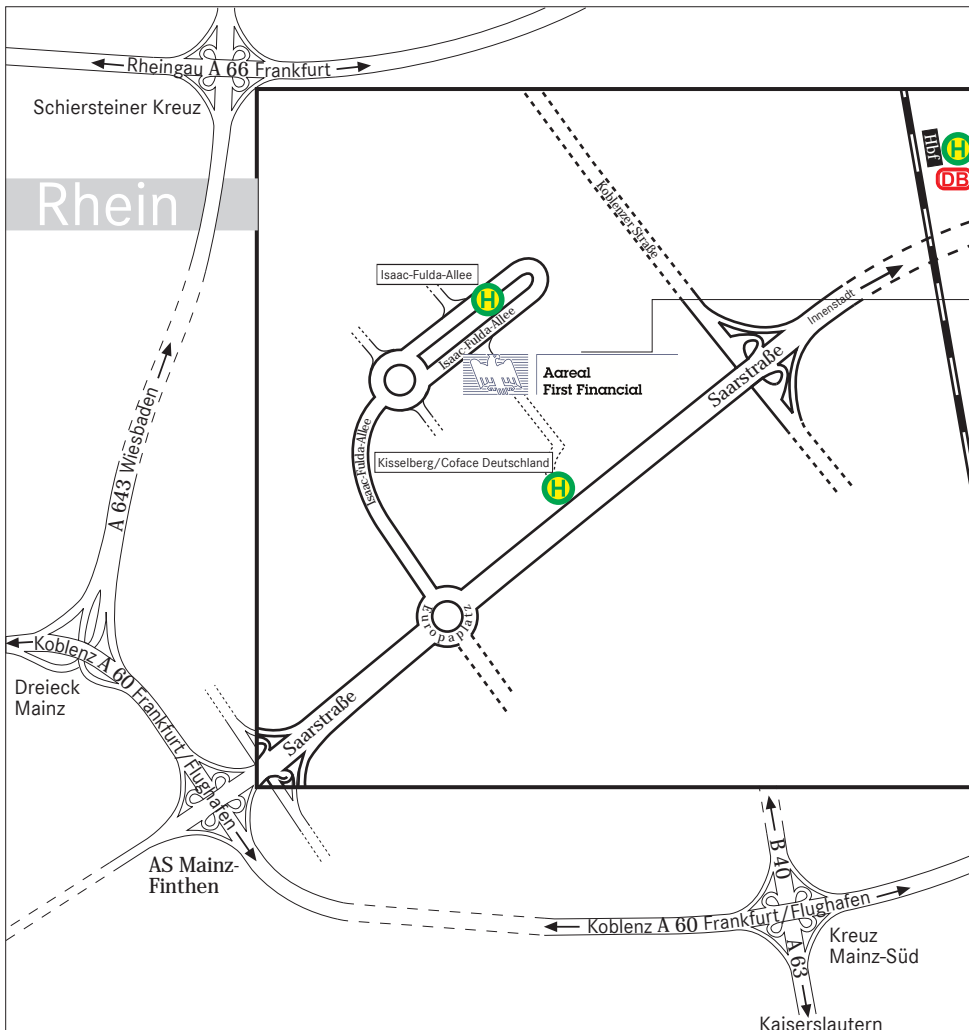 Rheingau A 66 Frankfurt
Schiersteiner Kreuz
Rhein
Hbf
H
DB
Koblenzer Straße
Isaac-Fulda-Allee
H
Isaac-Fulda-Allee
Innenstadt
Aareal
First Financial
Saarstraße
Isaac-Fulda-Allee
Kisselberg/Coface Deutschland
H
A 643 Wiesbaden
Europaplatz
Koblenz A 60 Frankfurt/Flughafen
Dreieck
Mainz
Saarstraße
AS Mainz-
Finthen
B 40
Koblenz A 60 Frankfurt/Flughafen
Kreuz
Mainz-Süd
A 63
Kaiserslautern